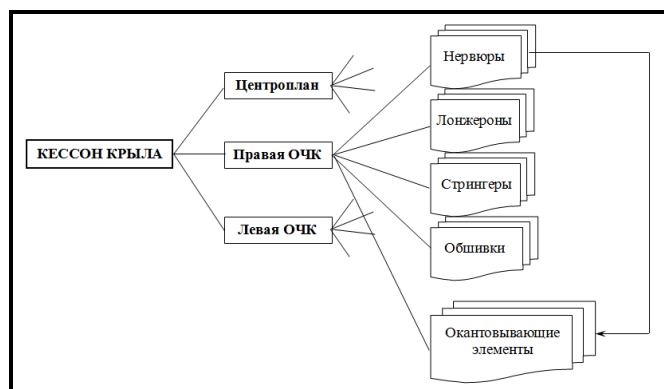 КЕССОН КРЫЛА
Центроплан
Правая ОЧК
Левая ОЧК
Нервюры
Лонжероны
Стрингеры
Обшивки
Окантовывающие
элементы